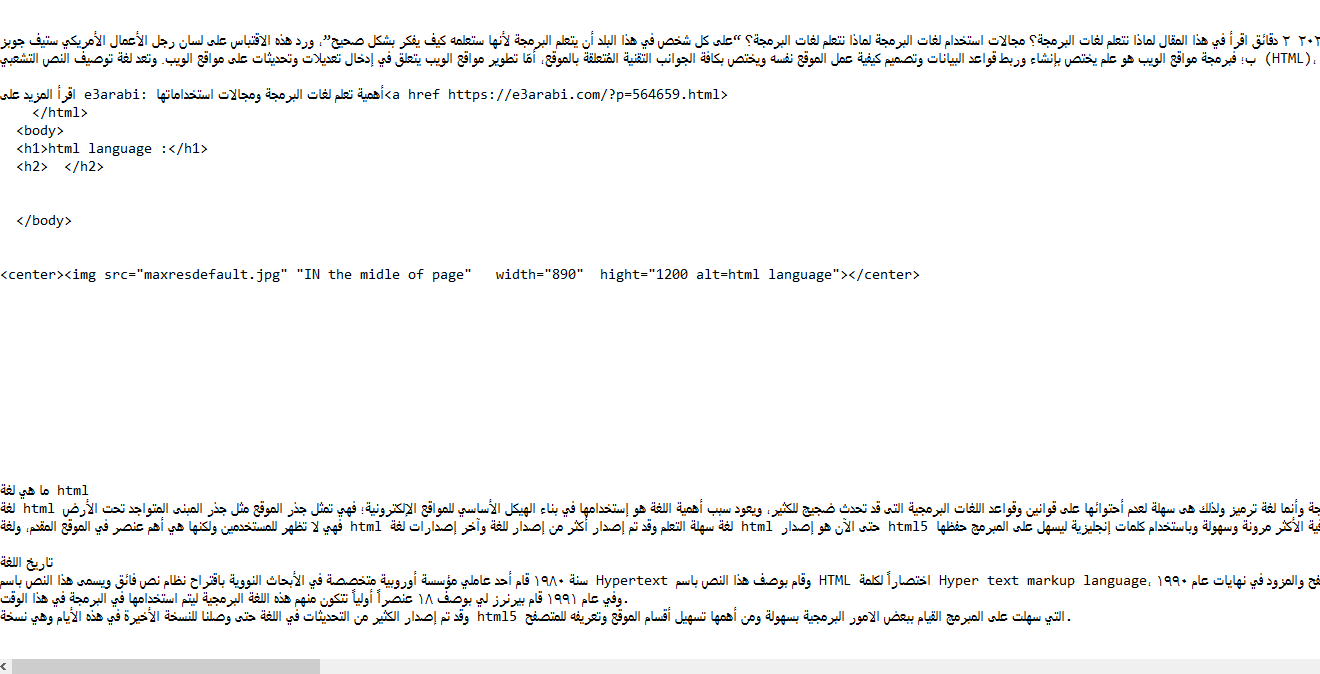 ٢٠٢ ٢ دقائق اقرأ في هذا المقال لماذا نتعلم لغات البرمجة؟ مجالات استخدام لغات البرمجة لماذا نتعلم لغات البرمجة؟ “على كل شخص في هذا البلد أن يتعلم البرمجة لأنها ستعلمه كيف يفكر بشكل صحيح”، ورد هذه الاقتباس على لسان رجل الأعمال الأمريكي ستيف جوبز
ب؛ فبرمجة مواقع الويب هو علم يختص بإنشاء وربط قواعد البيانات وتصميم كيفية عمل الموقع نفسه ويختص بكافة الجوانب التقنية المُتعلقة بالموقع، أمّا تطوير مواقع الويب يتعلق في إدخال تعديلات وتحديثات على مواقع الويب. وتعد لغة توصيف النص التشعبي (HTML)،
اقرأ المزيد على e3arabi: أهمية تعلم لغات البرمجة ومجالات استخداماتها<a href https://e3arabi.com/?p=564659.html>
</html>
<body>
<h1>html language :</h1>
<h2>  </h2>
</body>
<center><img src="maxresdefault.jpg" "IN the midle of page"   width="890"  hight="1200 alt=html language"></center>
ما هي لغة html
لغة html جة وأنما لغة ترميز ولذلك هى سهلة لعدم أحتوائها على قوانين وقواعد اللغات البرمجية التى قد تحدث ضجيج للكثير، ويعود سبب أهمية اللغة هو إستخدامها في بناء الهيكل الأساسي للمواقع الإلكترونية؛ فهي تمثل جذر الموقع مثل جذر المبنى المتواجد تحت الأرض
فهي لا تظهر للمستخدمين ولكنها هي أهم عنصر في الموقع المقدم، ولغة html لغة سهلة التعلم وقد تم إصدار أكثر من إصدار للغة وآخر إصدارات لغة html حتى الآن هو إصدار html5 فية الأكثر مرونة وسهولة وباستخدام كلمات إنجليزية ليسهل على المبرمج حفظها
تاريخ اللغة
سنة ١٩٨٠ قام أحد عاملي مؤسسة أوروبية متخصصة في الأبحاث النووية باقتراح نظام نص فائق ويسمى هذا النص باسم Hypertext وقام بوصف هذا النص باسم HTML اختصاراً لكلمة Hyper text markup language، فح والمزود في نهايات عام ١٩٩٠
وفي عام ١٩٩١ قام بيرنرز لي بوصف ١٨ عنصراً أولياً تتكون منهم هذه اللغة البرمجية ليتم استخدامها في البرمجة في هذا الوقت.
وقد تم إصدار الكثير من التحديثات في اللغة حتى وصلنا للنسخة الأخيرة في هذه الأيام وهي نسخة html5 التي سهلت على المبرمج القيام ببعض الامور البرمجية بسهولة ومن أهمها تسهيل أقسام الموقع وتعريفه للمتصفح.